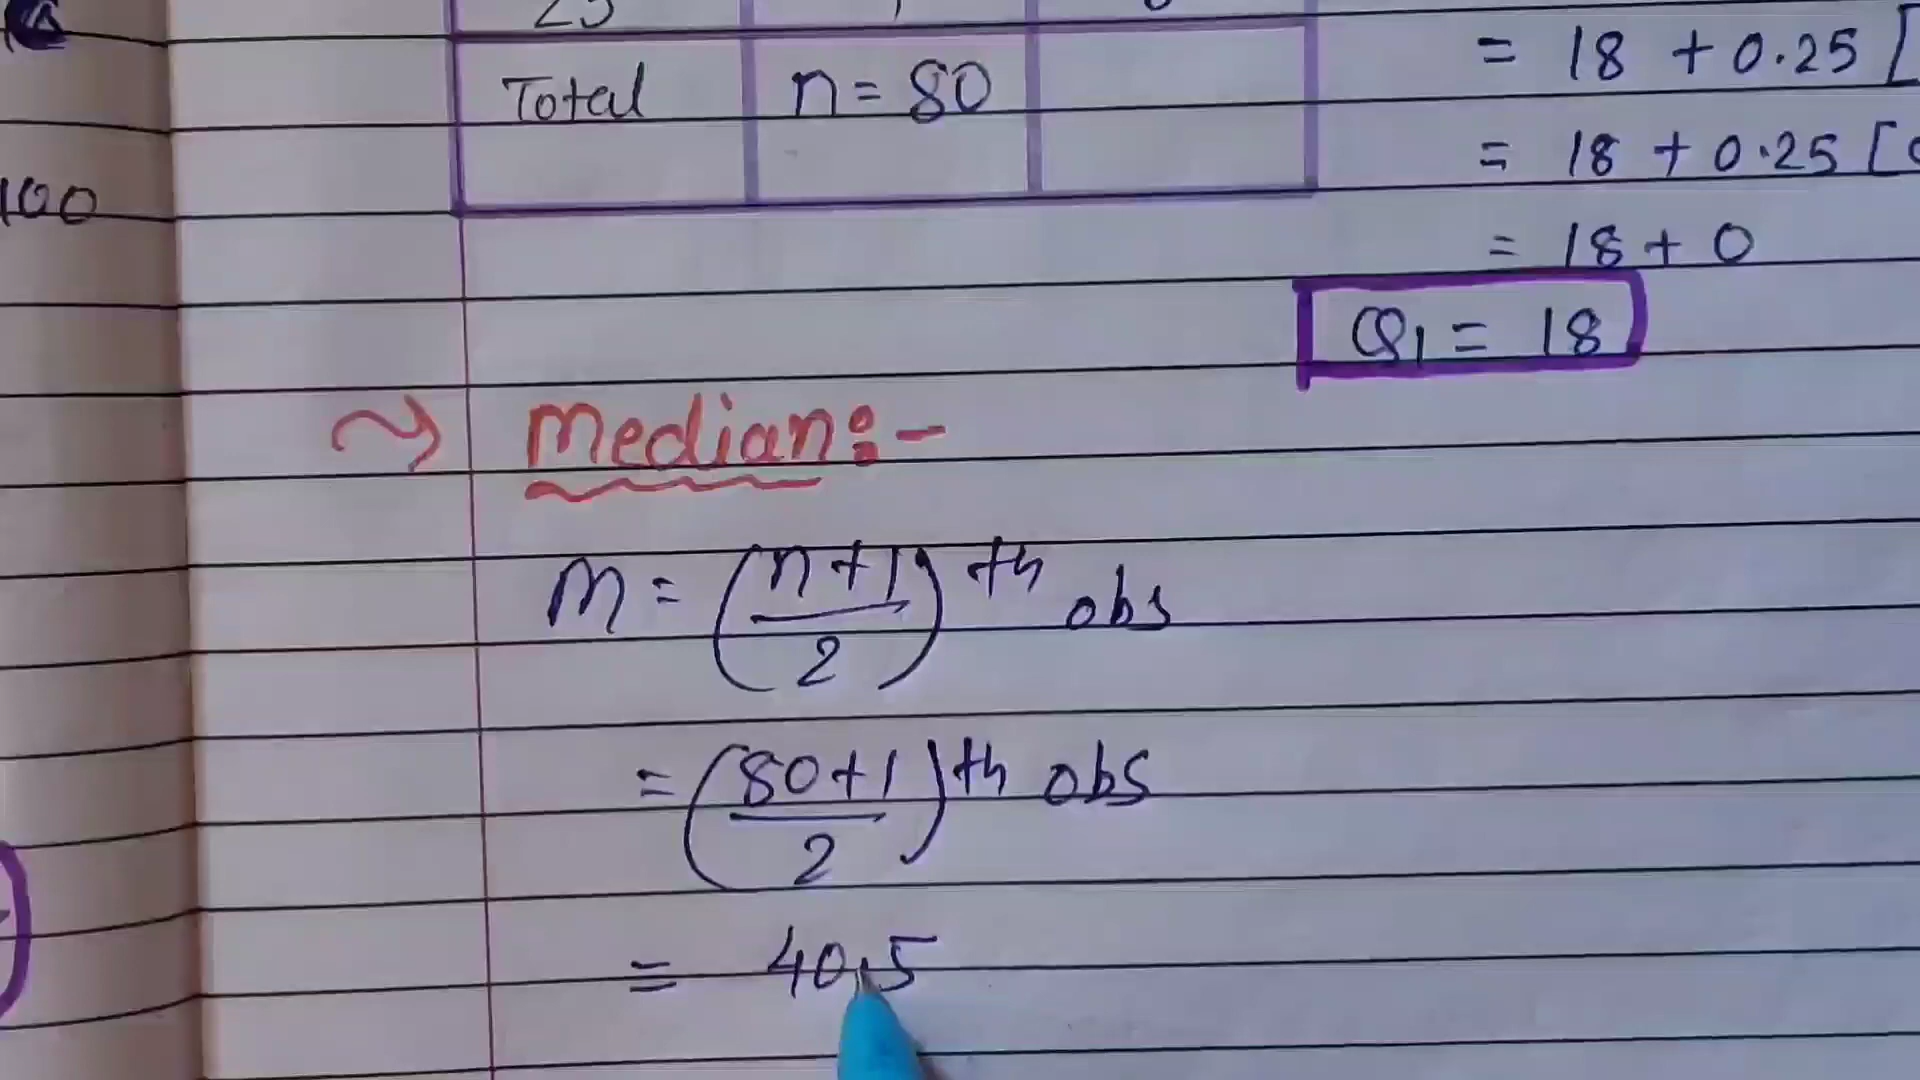 Total n = 80
100
= 18 + 0.25 [
= 18 + 0.25 [
= 18 + 0
Q1 = 18
Median :-
M = (n+1/2)th obs
= (80+1/2)th obs
= 40.5